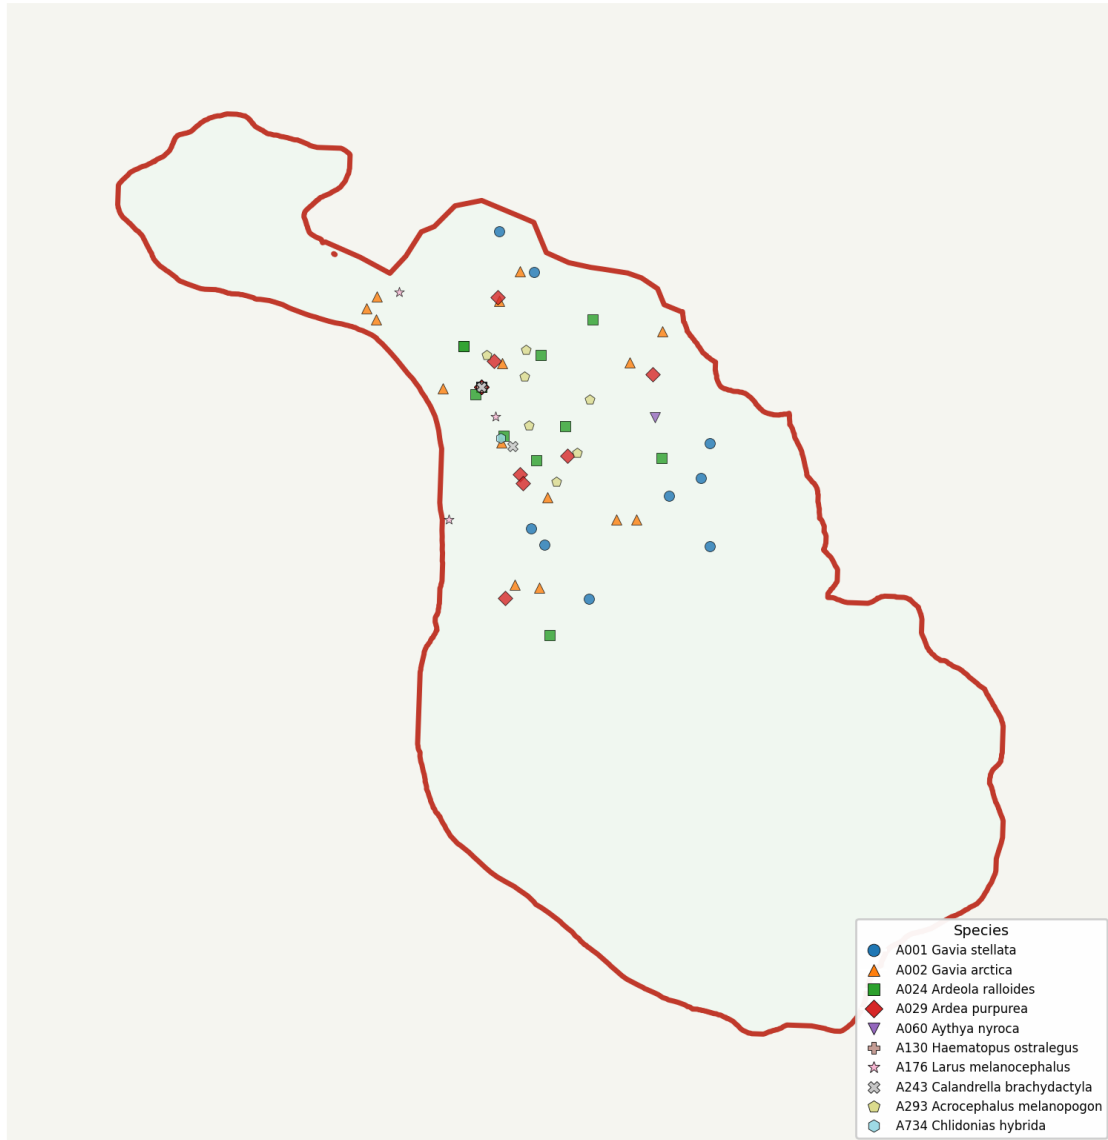 Species
A001 Gavia stellata
A002 Gavia arctica
A024 Ardeola ralloides
A029 Ardea purpurea
A060 Aythya nyroca
A130 Haematopus ostralegus
A176 Larus melanocephalus
A243 Calandrella brachydactyla
A293 Acrocephalus melanopogon
A734 Chlidonias hybrida